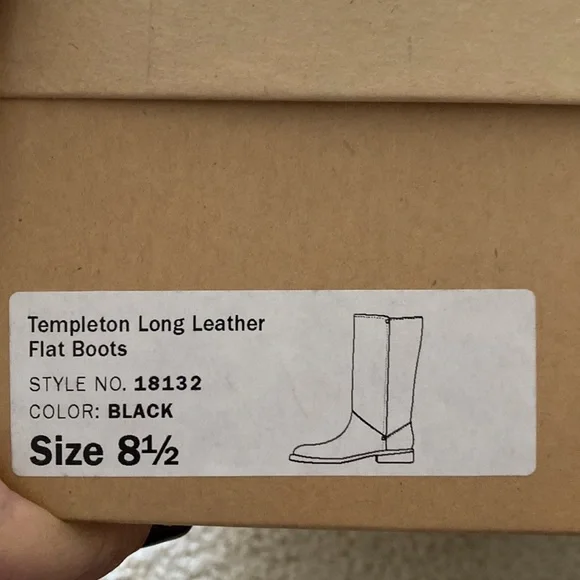 Templeton Long Leather
Flat Boots
STYLE NO. 18132
COLOR: BLACK
Size 8½